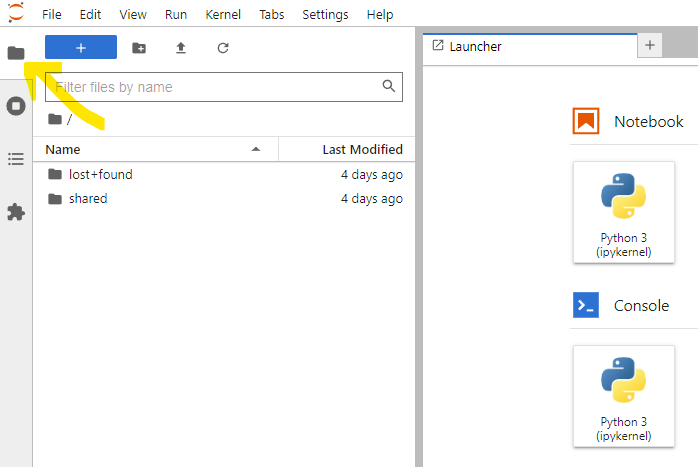 File Edit View Run Kernel Tabs Settings Help
+
Launcher
+
Filter files by name
/
Name Last Modified
lost+found 4 days ago
shared 4 days ago
Notebook
Python 3
(ipykernel)
Console
Python 3
(ipykernel)